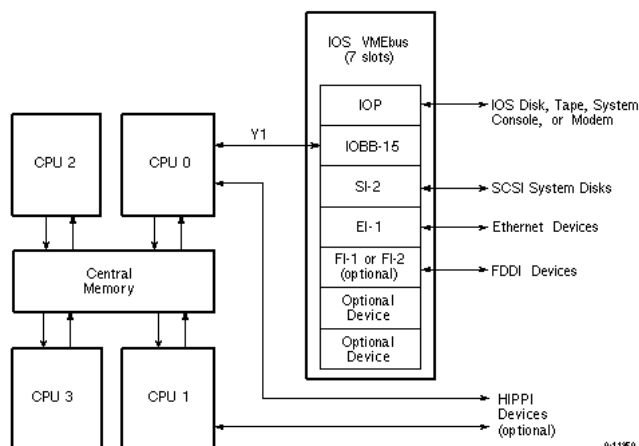 IOS VMEbus
(7 slots)
IOP
IOS Disk, Tape, System
Console, or Modem
CPU 2
CPU 0
Y1
IOBB-15
SI-2
SCSI System Disks
EI-1
Ethernet Devices
FI-1 or FI-2
(optional)
FDDI Devices
Central
Memory
Optional
Device
Optional
Device
CPU 3
CPU 1
HIPPI
Devices
(optional)